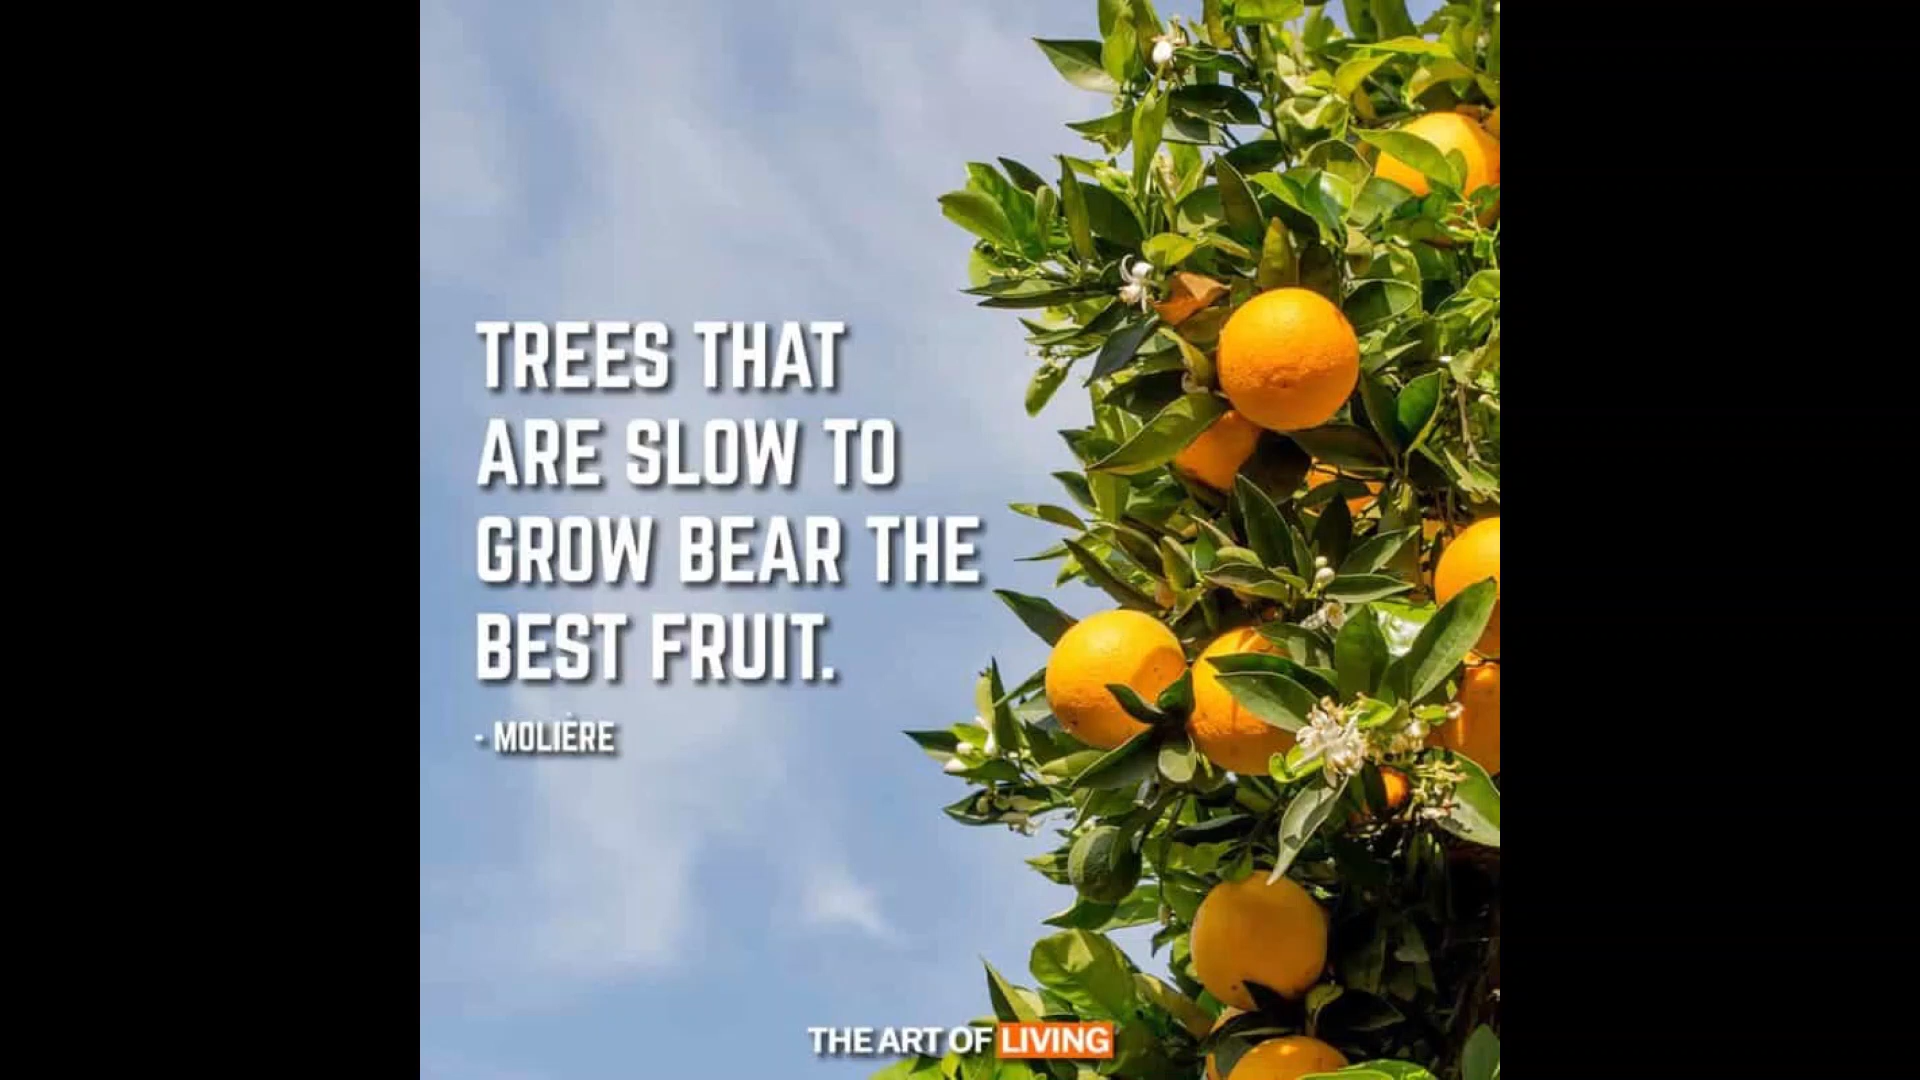 TREES THAT
ARE SLOW TO
GROW BEAR THE
BEST FRUIT.
- MOLIÈRE
THE ART OF LIVING